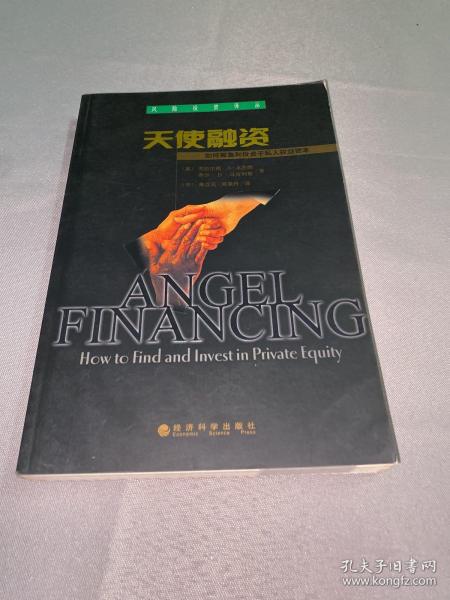 风险投资译丛
天使融资
如何筹集和投资于私人权益资本
ANGEL
FINANCING
How to Find and Invest in Private Equity
经济科学出版社
Economic Science Press
孔夫子旧书网
www.kongfz.com